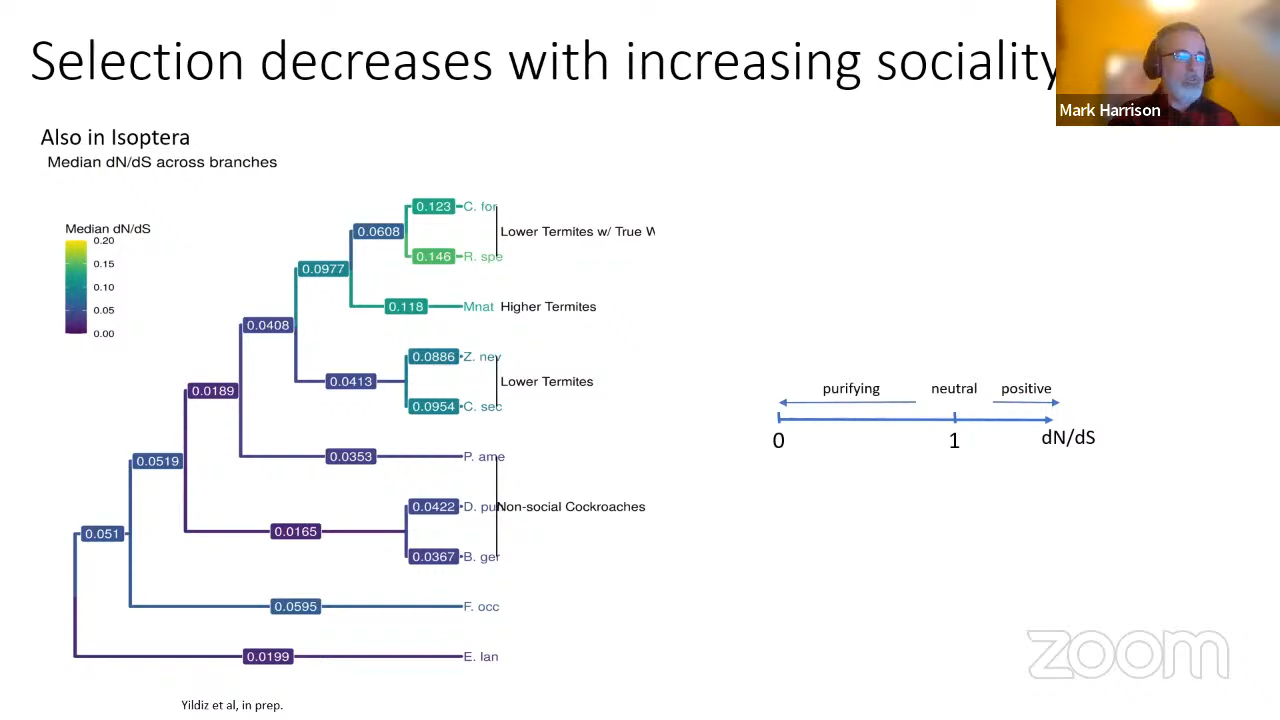 Selection decreases with increasing sociality
Mark Harrison
Also in Isoptera
Median dN/dS across branches
Median dN/dS
0.20
0.15
0.10
0.05
0.00
0.123 C. for
0.0608 Lower Termites w/ True W
0.146 R. spe
0.0977
0.118 Mnat Higher Termites
0.0408
0.0886 Z. nev
0.0413 Lower Termites
0.0954 C. sec
0.0189
0.0353 P. ame
0.0519
0.0422 D. pun Non-social Cockroaches
0.0165
0.051
0.0367 B. ger
0.0595 F. occ
0.0199 E. lan
purifying neutral positive
0 1 dN/dS
Yildiz et al, in prep.
zoom